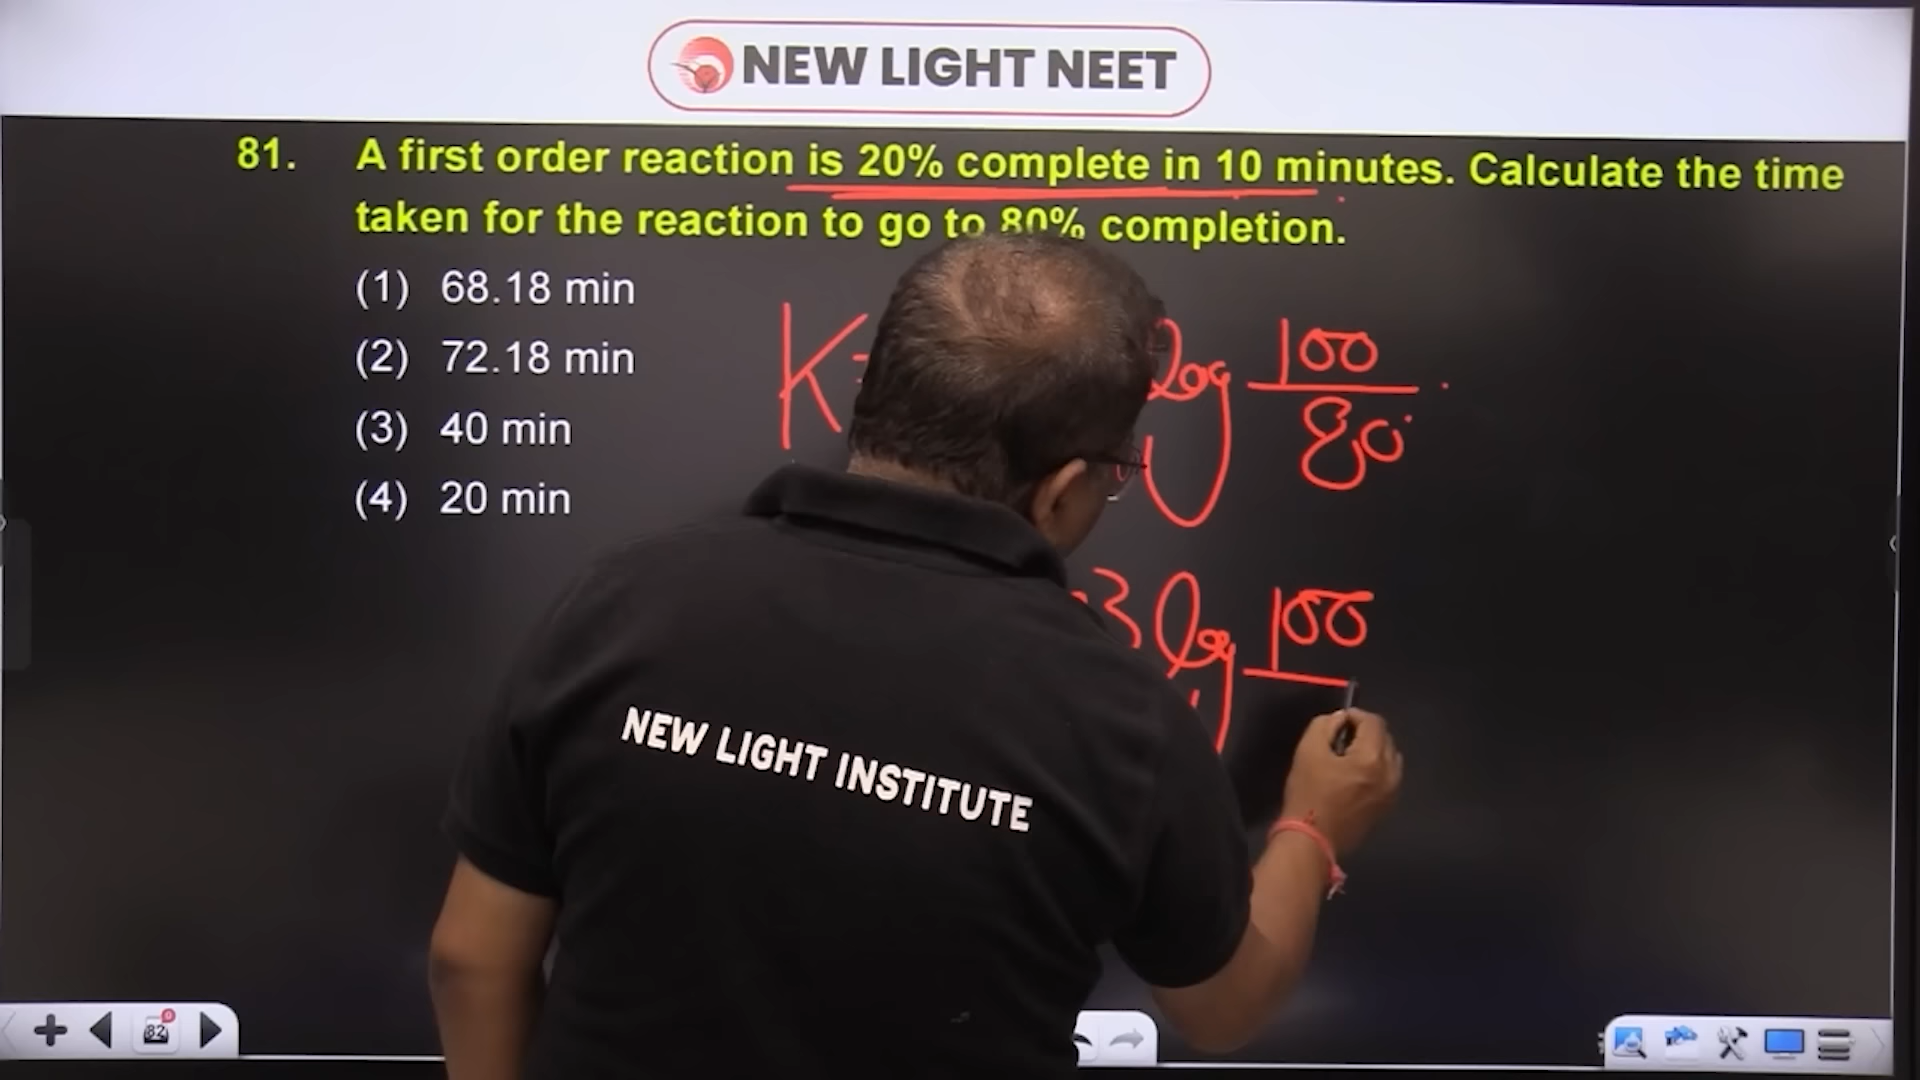 NEW LIGHT NEET
81. A first order reaction is 20% complete in 10 minutes. Calculate the time
taken for the reaction to go to 80% completion.
(1) 68.18 min
(2) 72.18 min
(3) 40 min
(4) 20 min
K= log 100
80
3 log 100
NEW LIGHT INSTITUTE
82